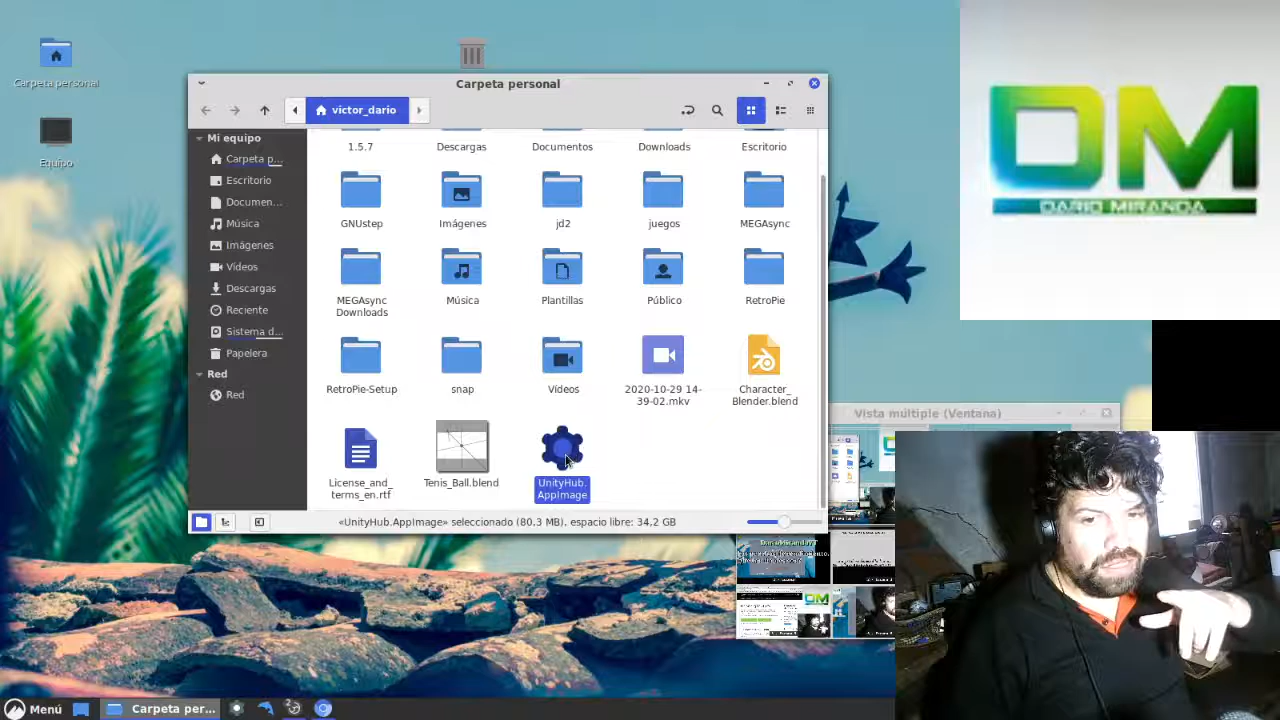 Carpeta personal
Equipo
Carpeta personal
victor_dario
Mi equipo
Carpeta p...
Escritorio
Documen...
Música
Imágenes
Vídeos
Descargas
Reciente
Sistema d...
Papelera
Red
Red
1.5.7
Descargas
Documentos
Downloads
Escritorio
GNUstep
Imágenes
jd2
juegos
MEGAsync
MEGAsync
Downloads
Música
Plantillas
Público
RetroPie
RetroPie-Setup
snap
Vídeos
2020-10-29 14-
39-02.mkv
Character_
Blender.blend
License_and_
terms_en.rtf
Tenis_Ball.blend
UnityHub.
AppImage
«UnityHub.AppImage» seleccionado (80,3 MB), espacio libre: 34,2 GB
DM
DARIO MIRANDA
Vista múltiple (Ventana)
DM
Menú
Carpeta per...